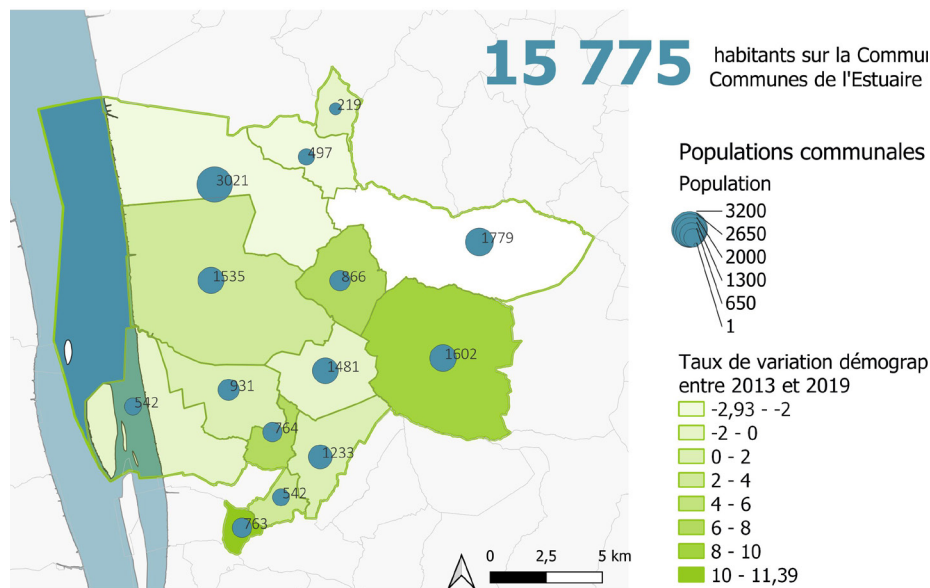 15 775
habitants sur la Commu
Communes de l'Estuaire
219
497
3021
1779
1535
866
1602
1481
931
542
764
1233
542
763
Populations communales
Population
3200
2650
2000
1300
650
1
Taux de variation démograp
entre 2013 et 2019
-2,93 - -2
-2 - 0
0 - 2
2 - 4
4 - 6
6 - 8
8 - 10
10 - 11,39
0 2,5 5 km